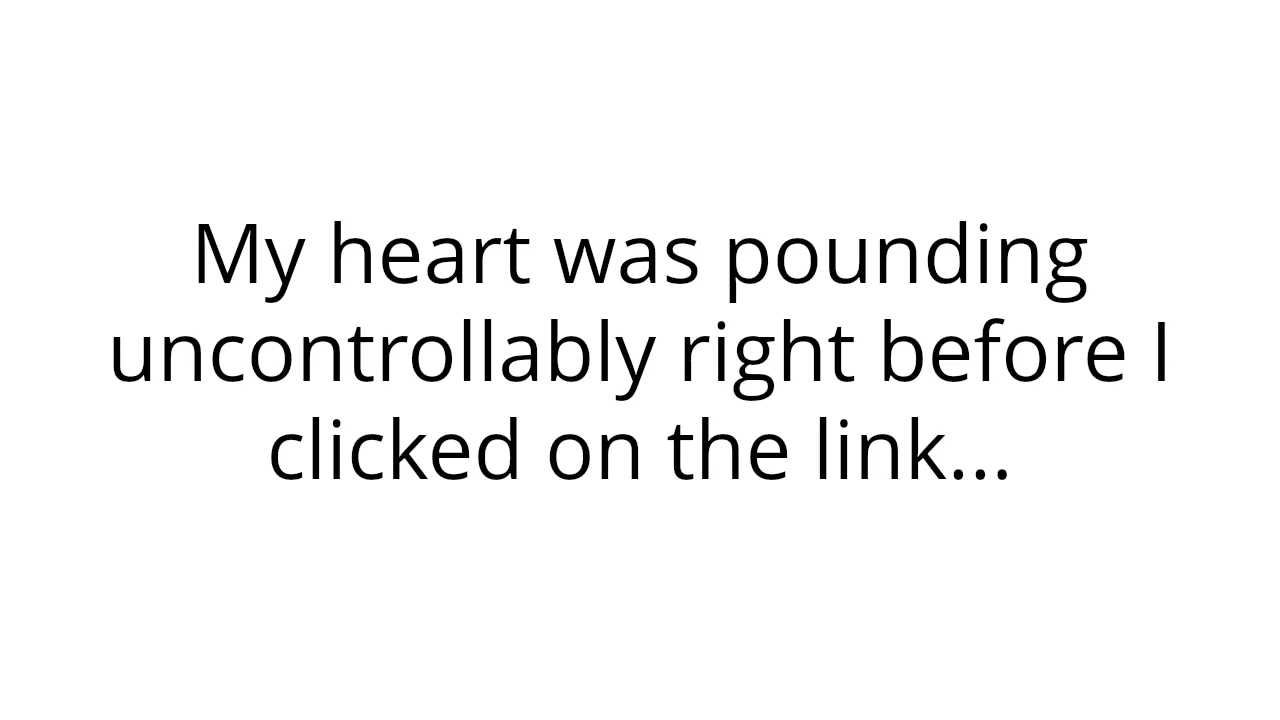 My heart was pounding
uncontrollably right before I
clicked on the link...